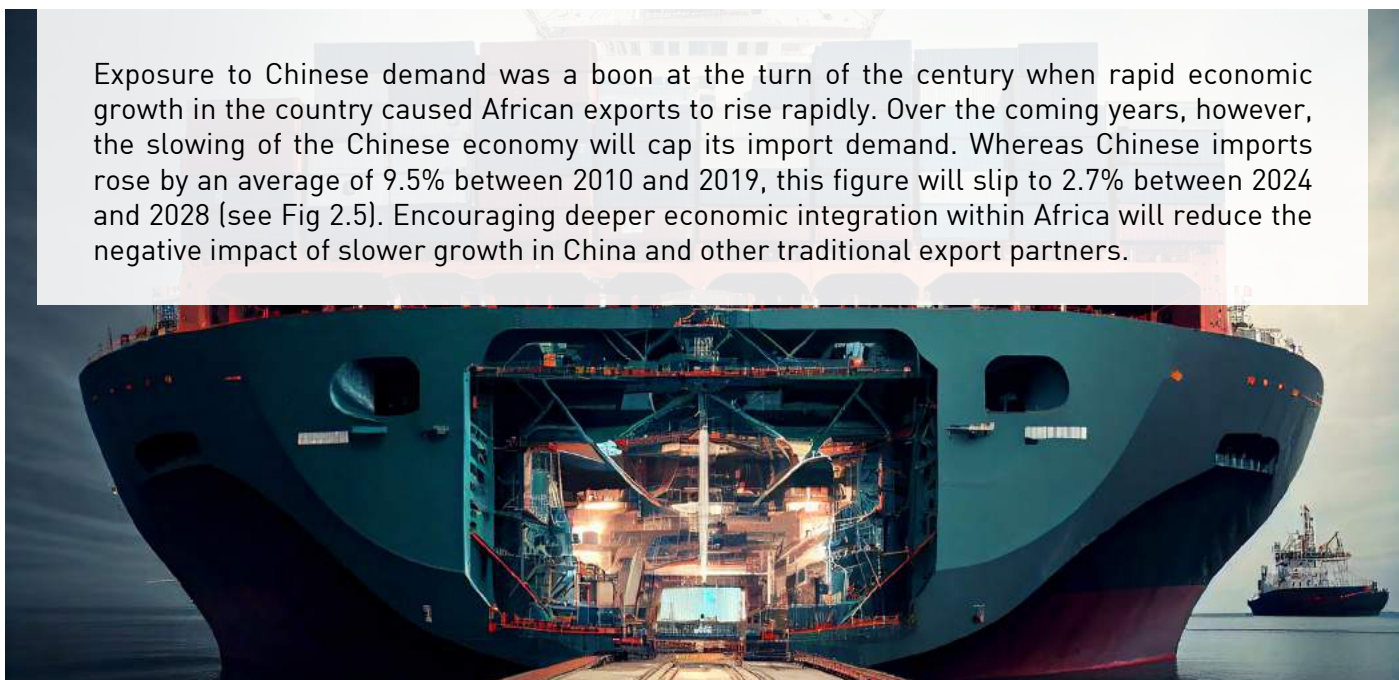 Exposure to Chinese demand was a boon at the turn of the century when rapid economic
growth in the country caused African exports to rise rapidly. Over the coming years, however,
the slowing of the Chinese economy will cap its import demand. Whereas Chinese imports
rose by an average of 9.5% between 2010 and 2019, this figure will slip to 2.7% between 2024
and 2028 (see Fig 2.5). Encouraging deeper economic integration within Africa will reduce the
negative impact of slower growth in China and other traditional export partners.